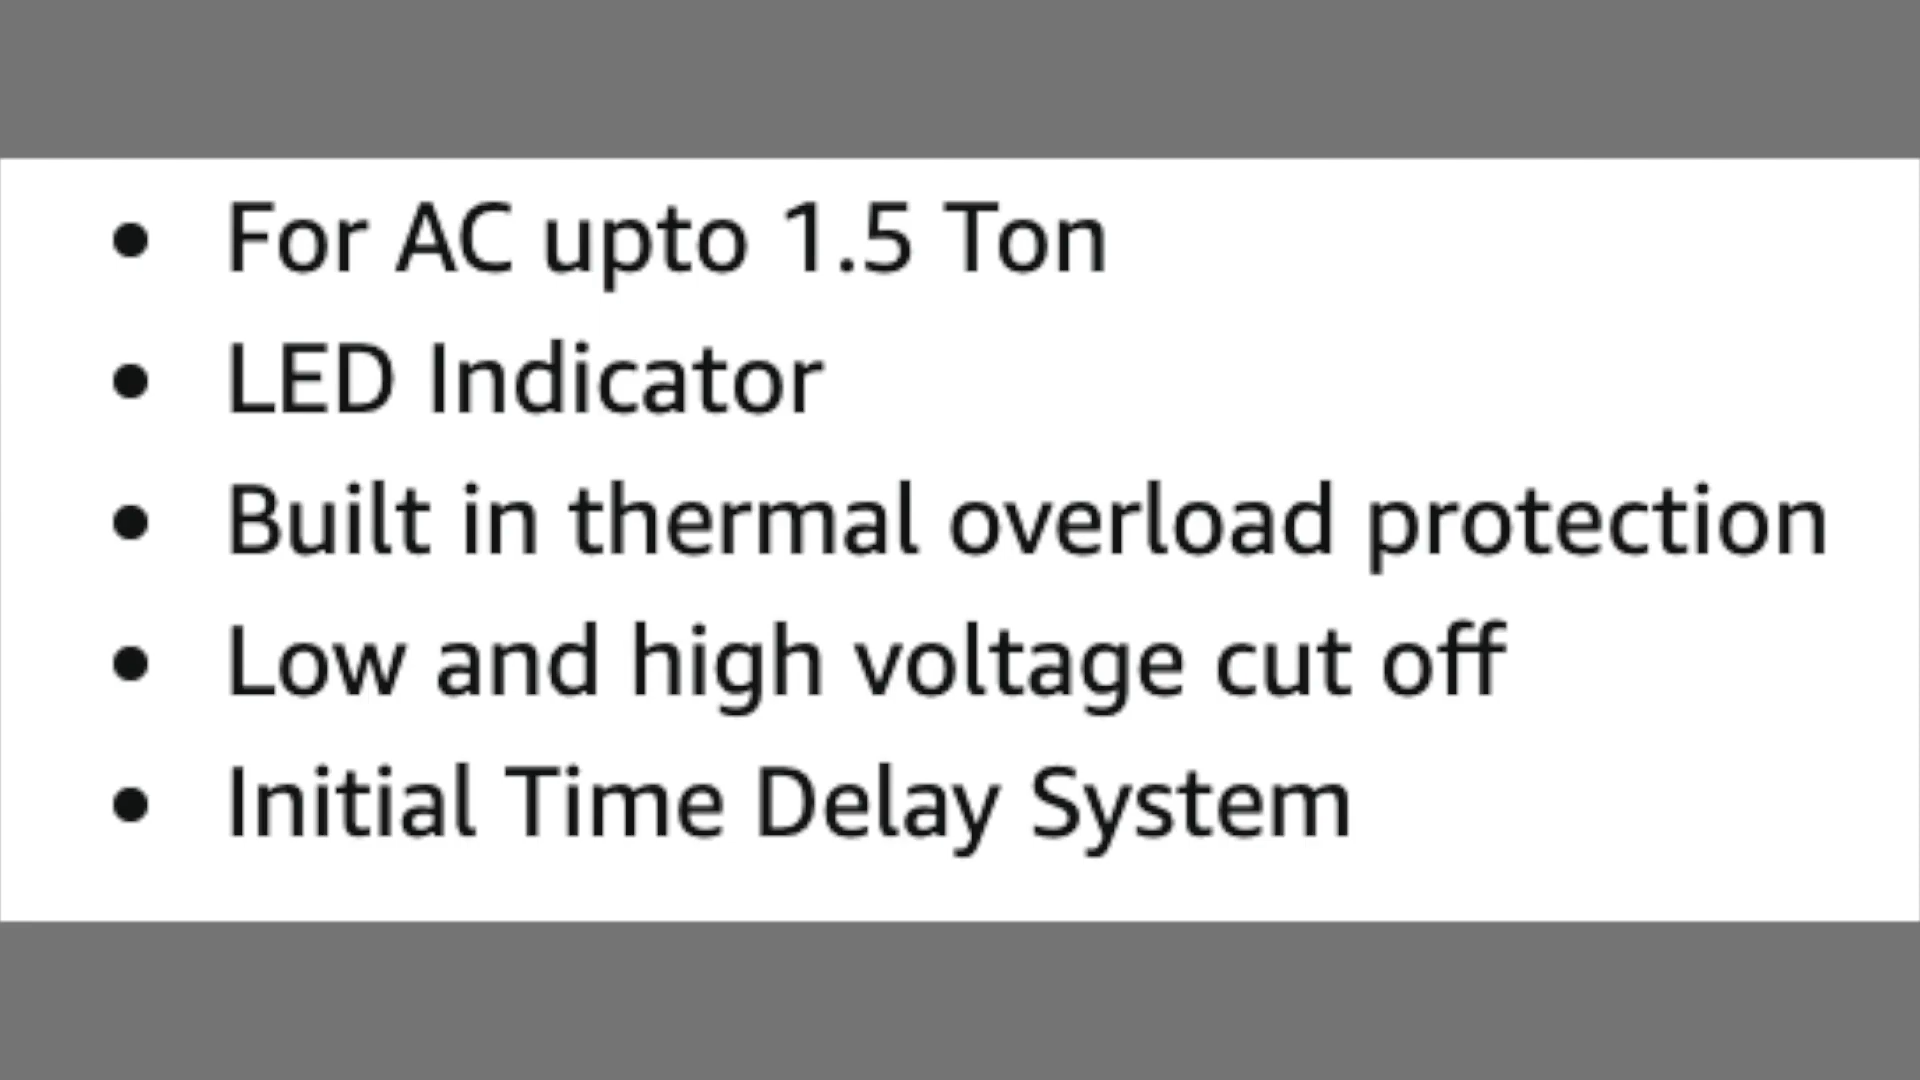 • For AC upto 1.5 Ton
• LED Indicator
• Built in thermal overload protection
• Low and high voltage cut off
• Initial Time Delay System